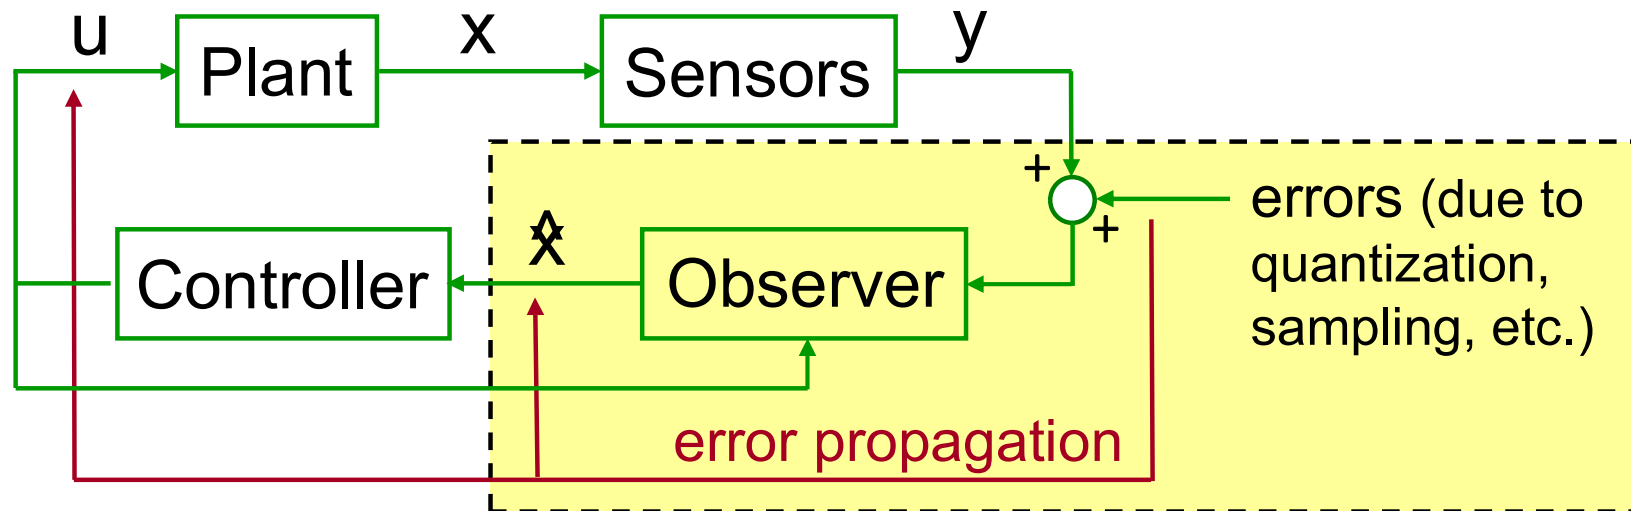 u
Plant
x
Sensors
y
+
+
errors (due to
quantization,
sampling, etc.)
Controller
x̂
Observer
error propagation